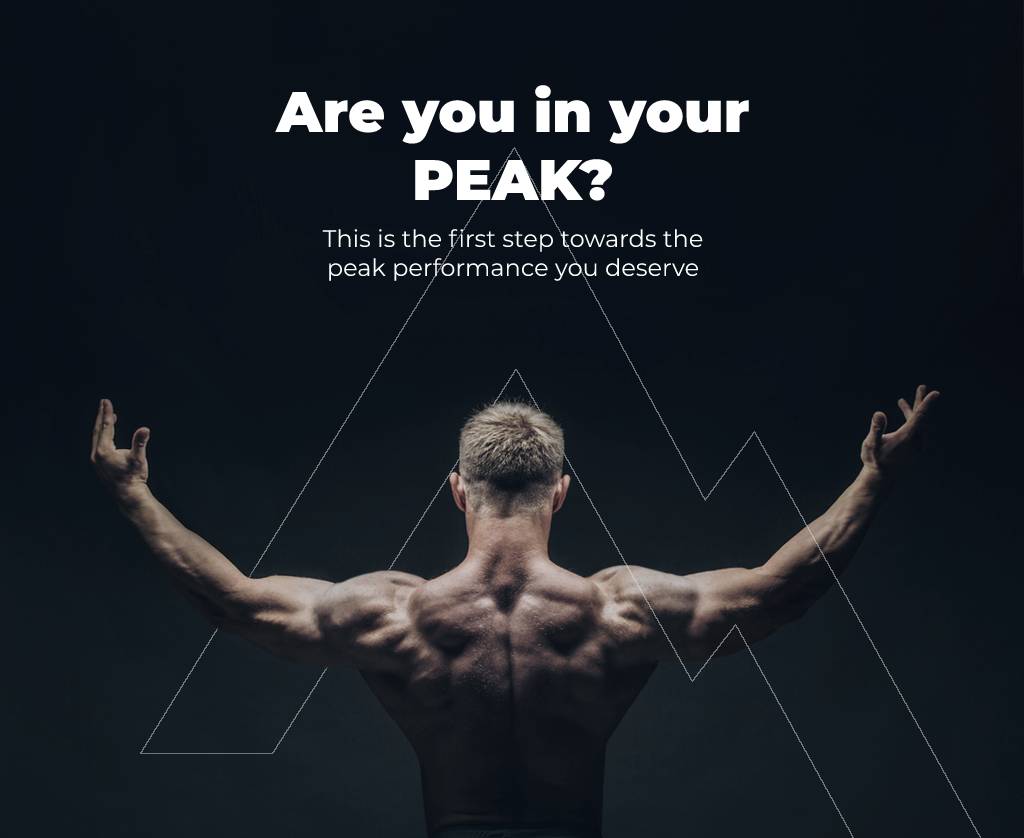 Are you in your
PEAK?
This is the first step towards the
peak performance you deserve